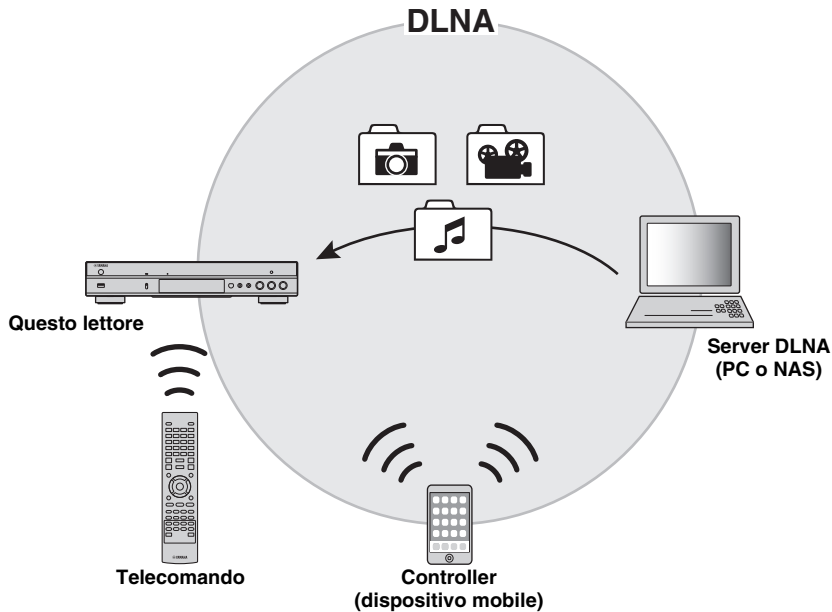 DLNA
Questo lettore
Server DLNA
(PC o NAS)
Telecomando
Controller
(dispositivo mobile)